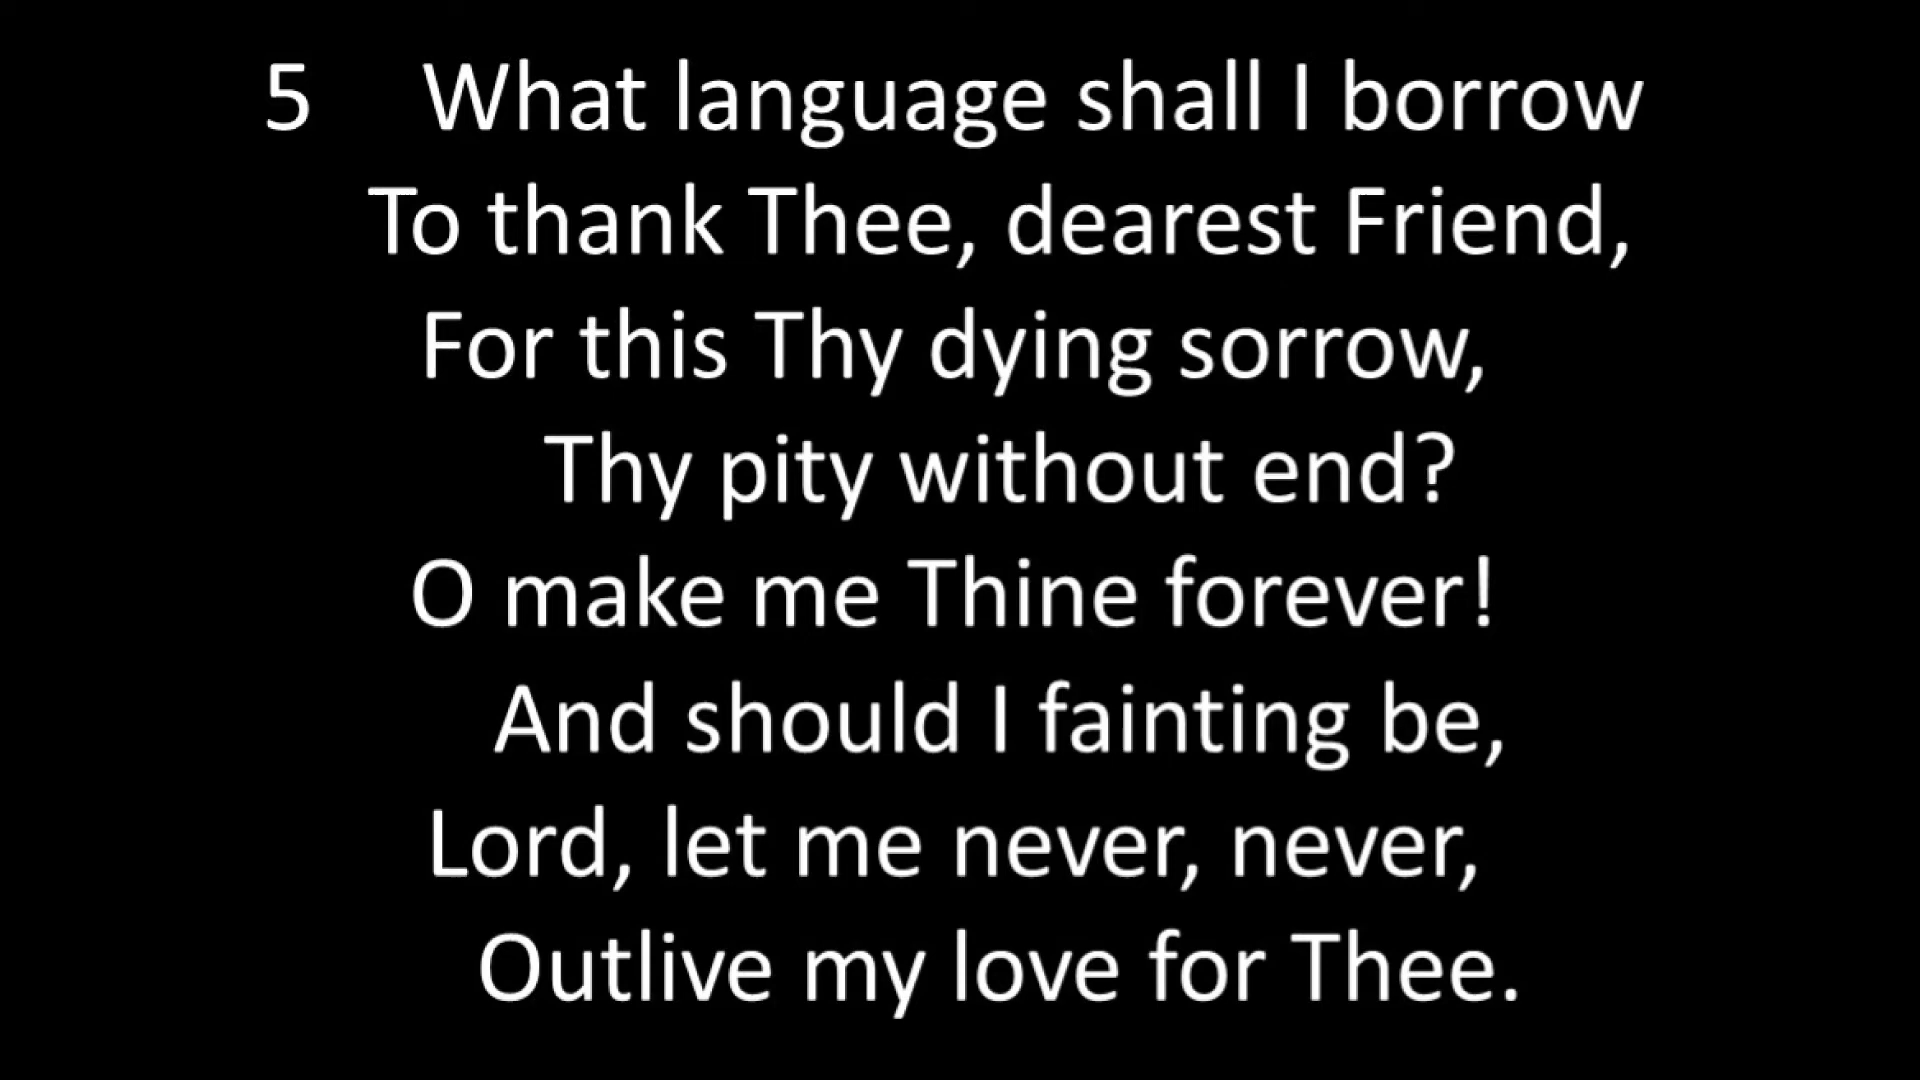 5 What language shall I borrow
To thank Thee, dearest Friend,
For this Thy dying sorrow,
Thy pity without end?
O make me Thine forever!
And should I fainting be,
Lord, let me never, never,
Outlive my love for Thee.